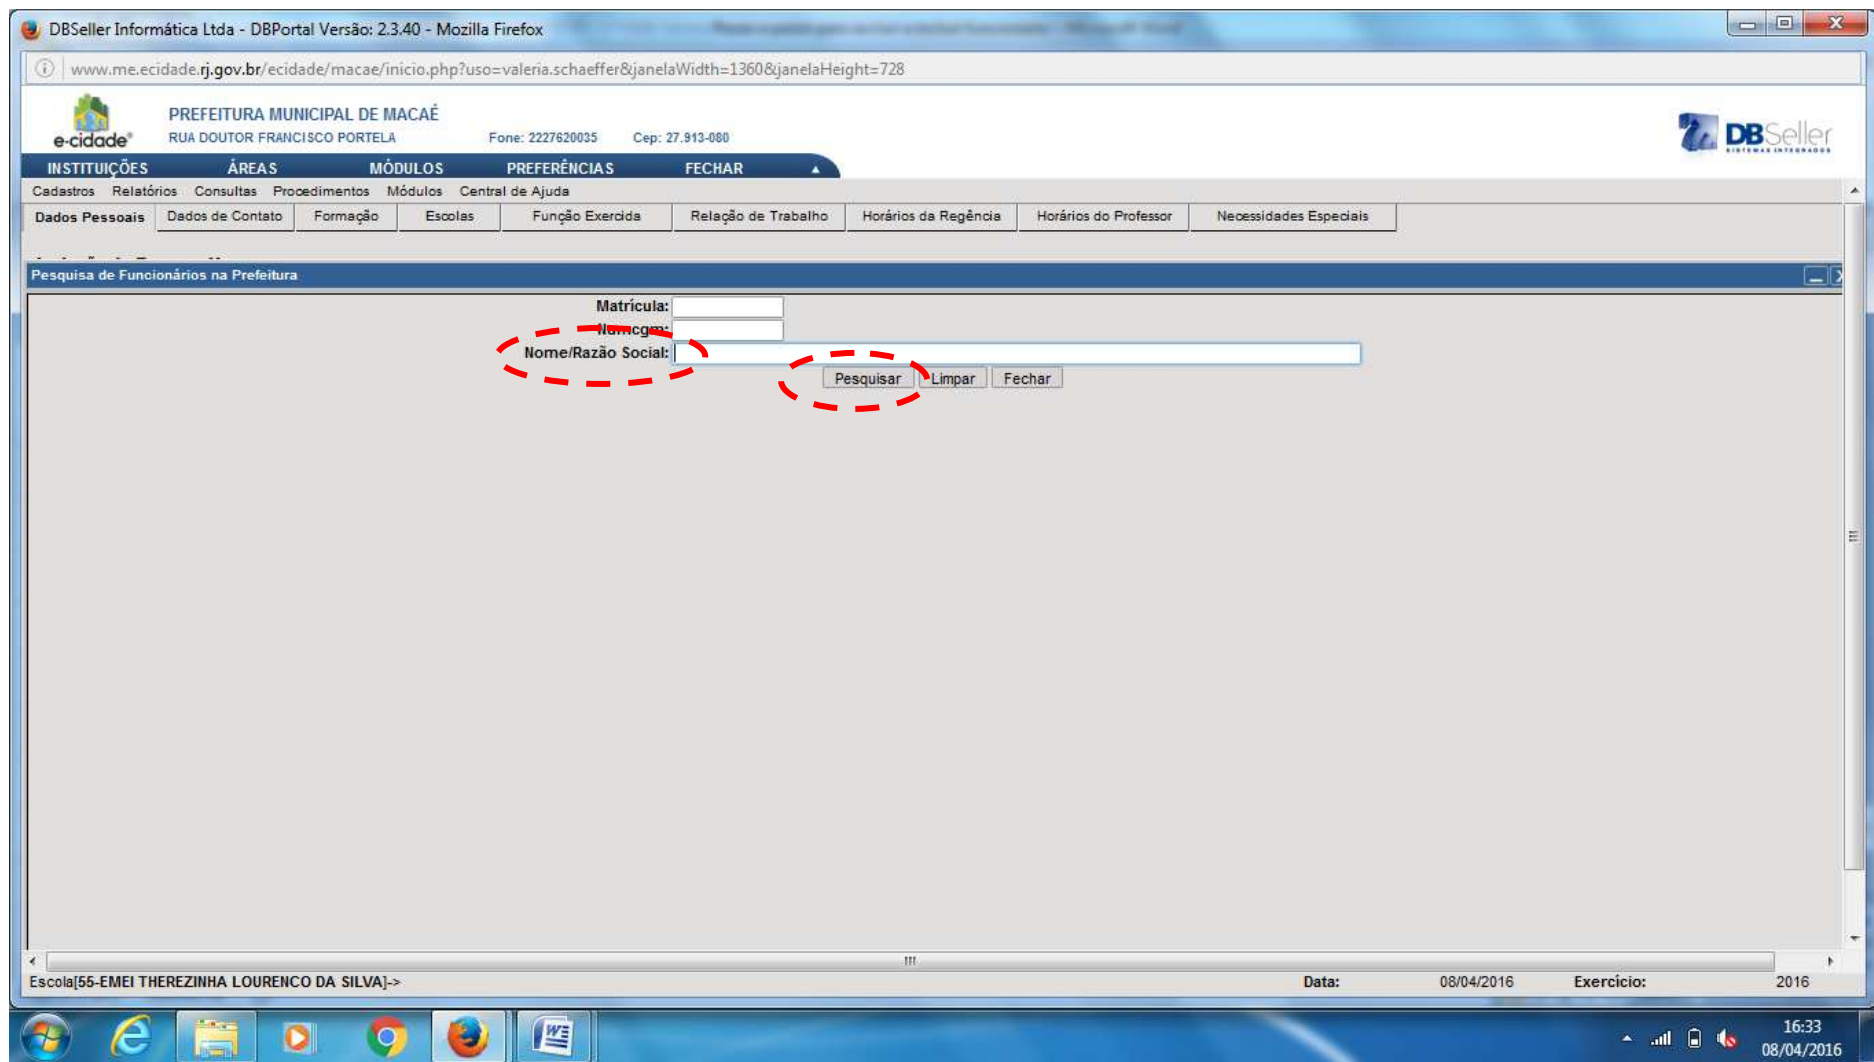 DBSeller Informática Ltda - DBPortal Versão: 2.3.40 - Mozilla Firefox
www.me.ecidade.rj.gov.br/ecidade/macae/inicio.php?uso=valeria.schaeffer&janelaWidth=1360&janelaHeight=728
PREFEITURA MUNICIPAL DE MACAÉ
e-cidade® RUA DOUTOR FRANCISCO PORTELA Fone: 2227620035 Cep: 27.913-080
DBSeller
SISTEMAS INTEGRADOS
INSTITUIÇÕES ÁREAS MÓDULOS PREFERÊNCIAS FECHAR
Cadastros Relatórios Consultas Procedimentos Módulos Central de Ajuda
Dados Pessoais Dados de Contato Formação Escolas Função Exercida Relação de Trabalho Horários da Regência Horários do Professor Necessidades Especiais
Pesquisa de Funcionários na Prefeitura
Matrícula:
Numcgm:
Nome/Razão Social:
Pesquisar Limpar Fechar
Escola[55-EMEI THEREZINHA LOURENCO DA SILVA]-> Data: 08/04/2016 Exercício: 2016
16:33
08/04/2016